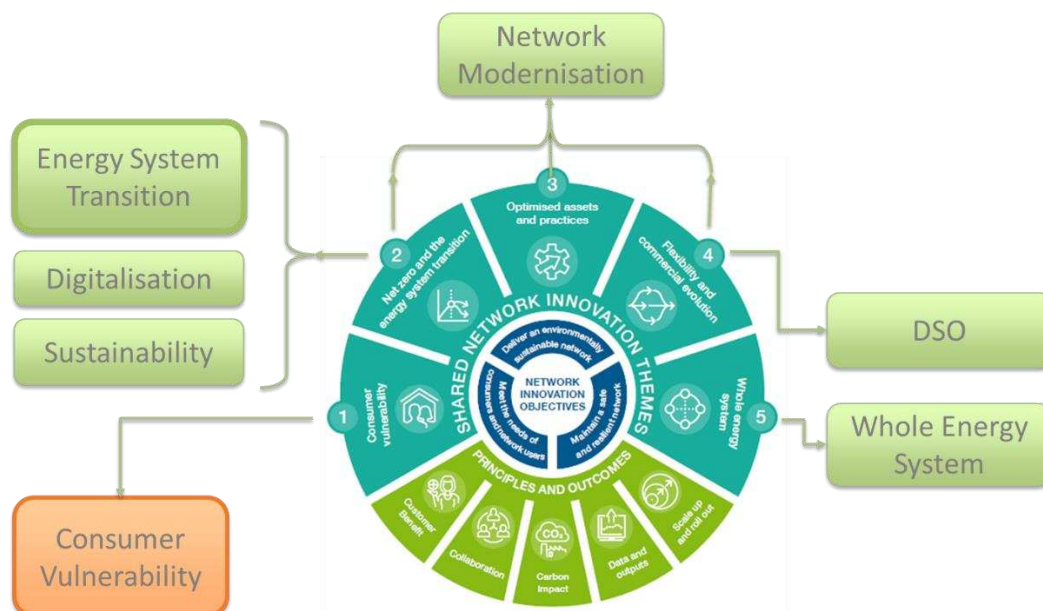 Network
Modernisation
Energy System
Transition
Digitalisation
Sustainability
Consumer
Vulnerability
DSO
Whole Energy
System
1
Consumer
vulnerability
2
Net zero and the
energy system transition
3
Optimised assets
and practices
4
Flexibility and
commercial evolution
5
Whole energy
system
SHARED NETWORK INNOVATION THEMES
Deliver an environmentally
sustainable network
Meet the needs of
consumers and network users
Maintain a safe
and resilient network
NETWORK
INNOVATION
OBJECTIVES
PRINCIPLES AND OUTCOMES
Customer
Benefit
Collaboration
CO₂
Carbon
Impact
Data and
outputs
Scale up
and roll out